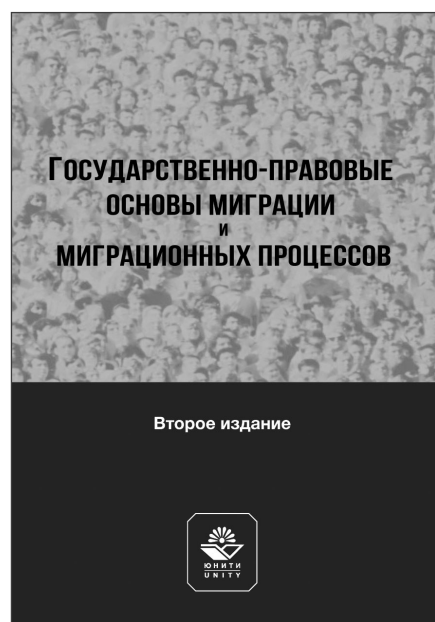 Государственно-правовые
основы миграции
и
миграционных процессов
Второе издание
ЮНИТИ
UNITY